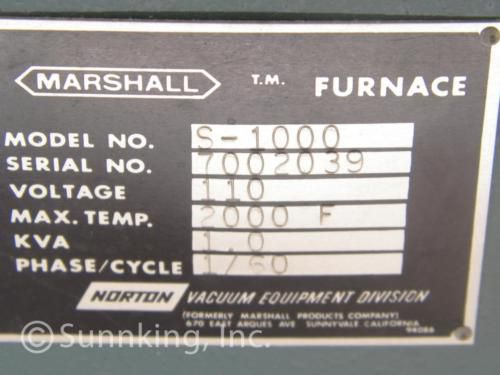 MARSHALL T.M. FURNACE
MODEL NO. S-1000
SERIAL NO. 7002039
VOLTAGE 110
MAX. TEMP. 2000 F
KVA 1.0
PHASE/CYCLE 1/60
NORTON VACUUM EQUIPMENT DIVISION
(FORMERLY MARSHALL PRODUCTS COMPANY)
670 EAST ARQUES AVE SUNNYVALE CALIFORNIA
94086
© Sunnking, Inc.